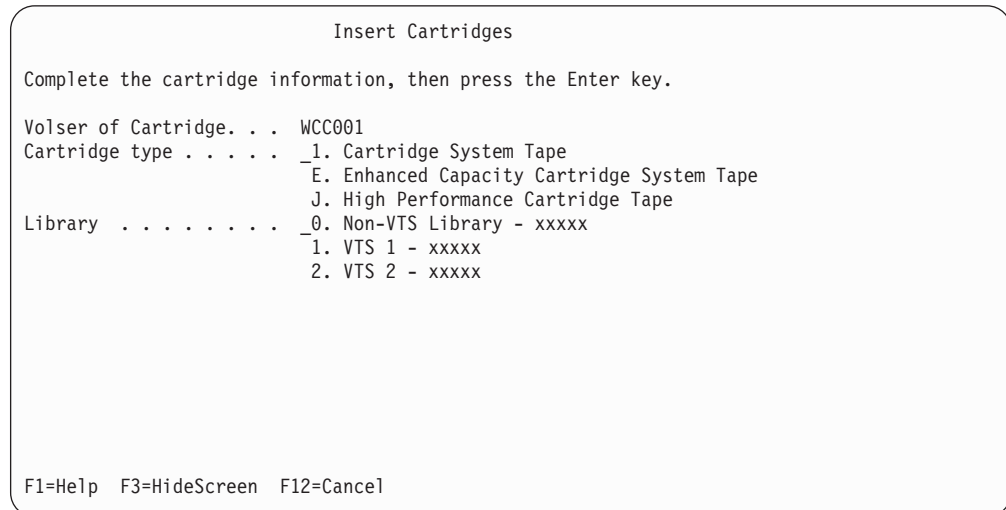 Insert Cartridges
Complete the cartridge information, then press the Enter key.
Volser of Cartridge. . . WCC001
Cartridge type . . . . . _1. Cartridge System Tape
E. Enhanced Capacity Cartridge System Tape
J. High Performance Cartridge Tape
Library . . . . . . . . _0. Non-VTS Library - xxxxx
1. VTS 1 - xxxxx
2. VTS 2 - xxxxx
F1=Help F3=HideScreen F12=Cancel